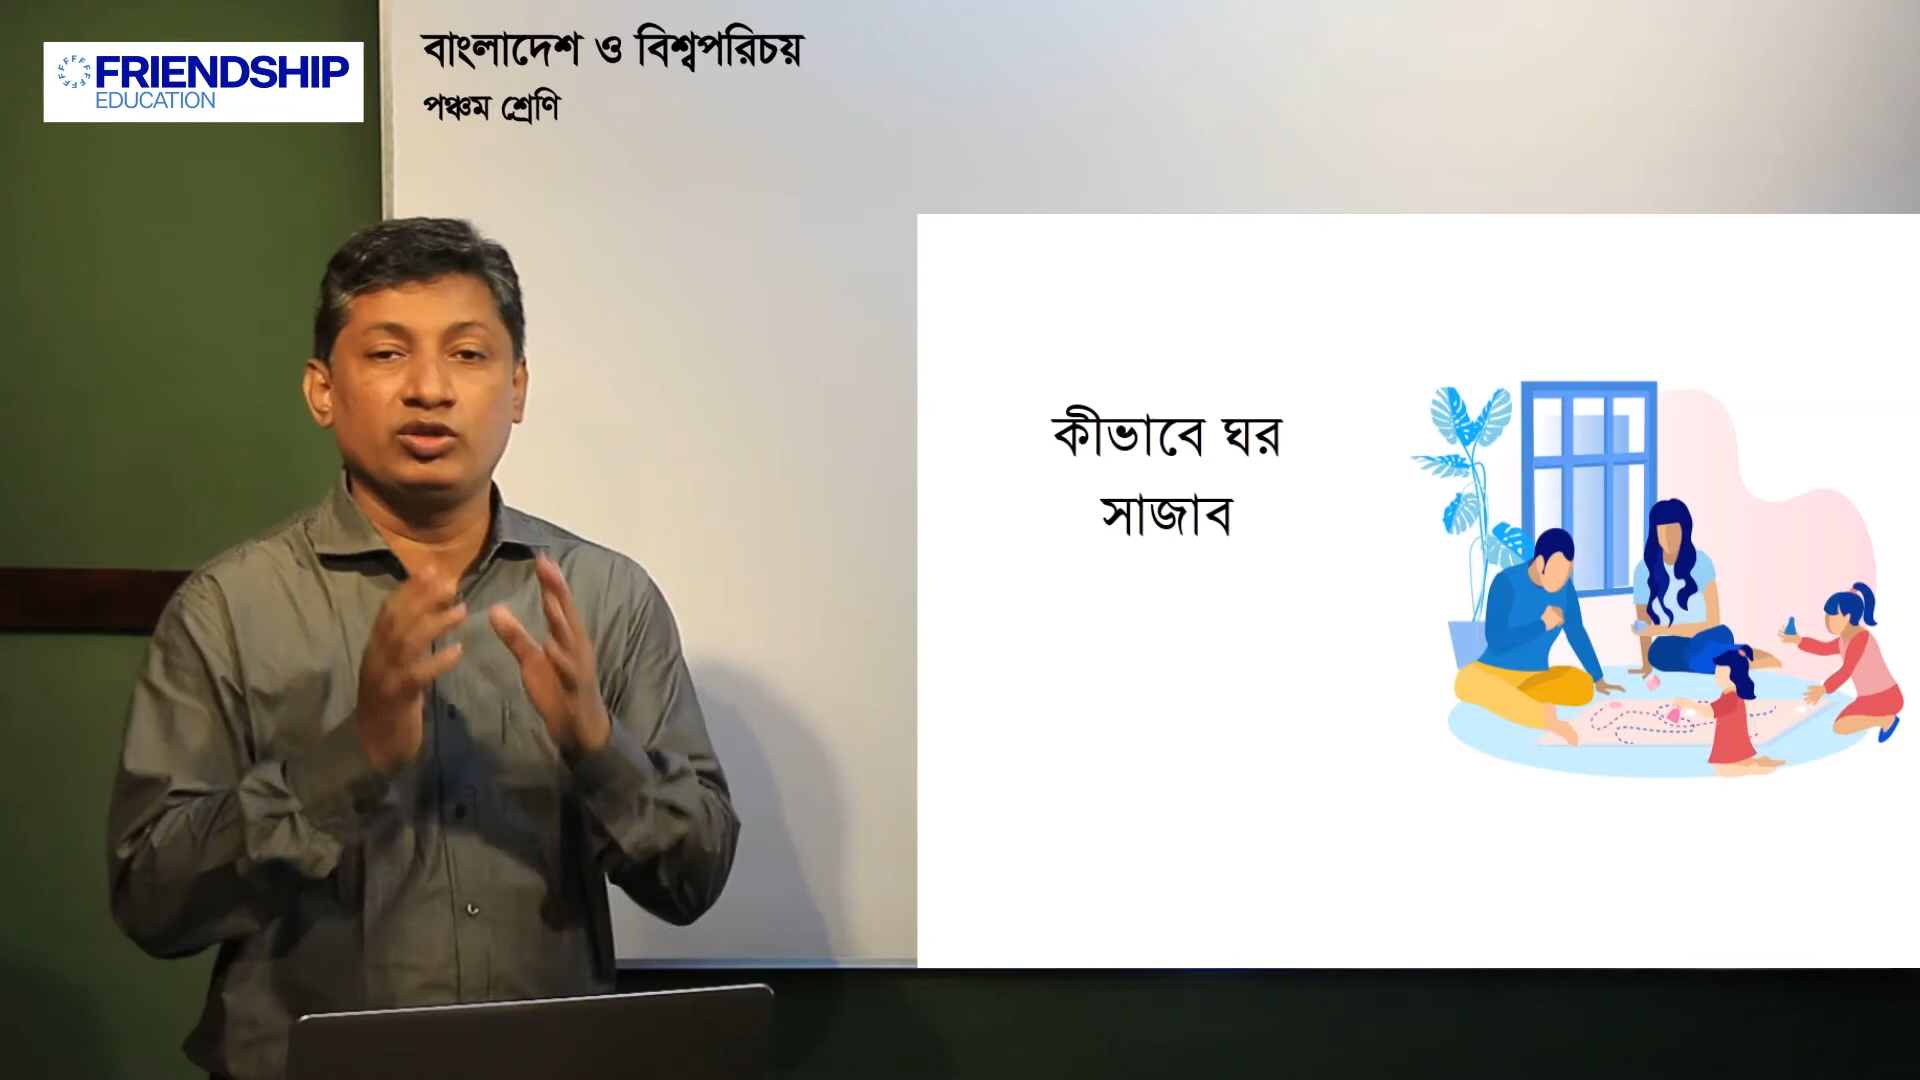 FRIENDSHIP
EDUCATION
বাংলাদেশ ও বিশ্বপরিচয়
পঞ্চম শ্রেণি
কীভাবে ঘর
সাজাব